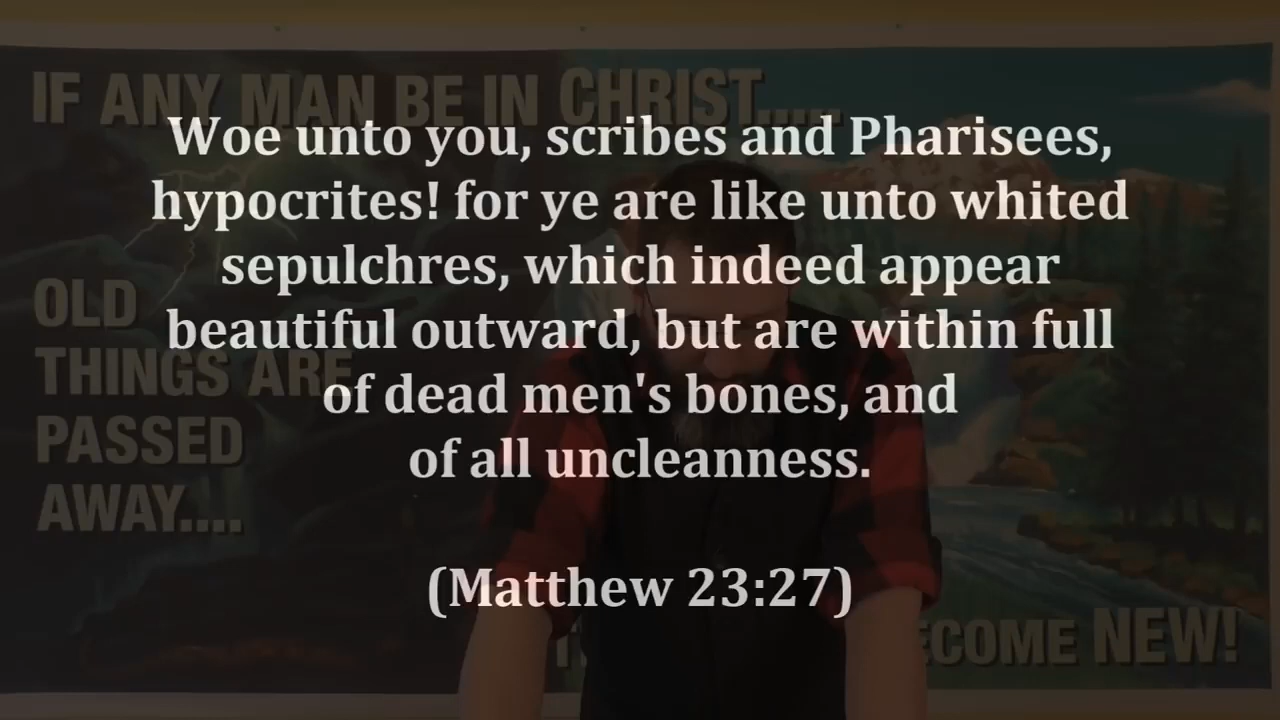 IF ANY MAN BE IN CHRIST.....
Woe unto you, scribes and Pharisees,
hypocrites! for ye are like unto whited
sepulchres, which indeed appear
beautiful outward, but are within full
of dead men's bones, and
of all uncleanness.
(Matthew 23:27)
OLD
THINGS ARE
PASSED
AWAY....
NEW!